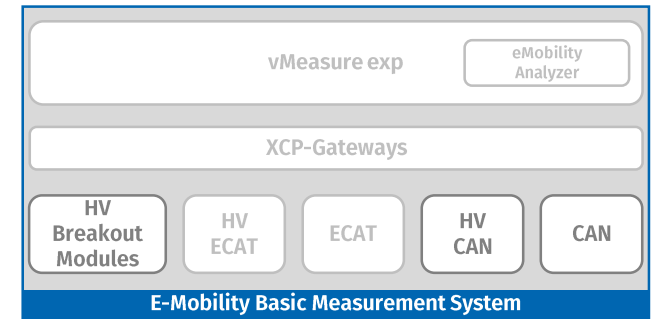 vMeasure exp
eMobility
Analyzer
XCP-Gateways
HV
Breakout
Modules
HV
ECAT
ECAT
HV
CAN
CAN
E-Mobility Basic Measurement System